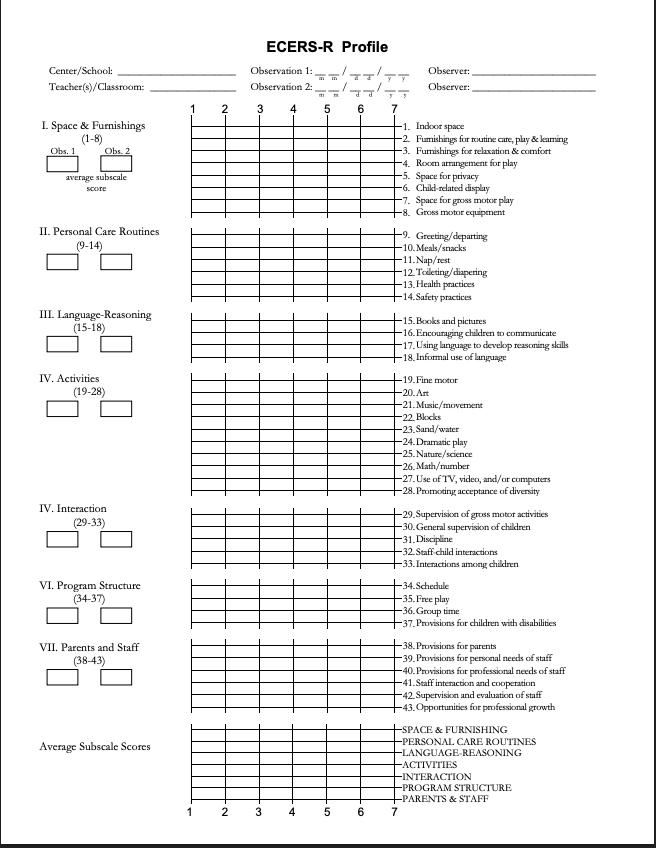 ECERS-R Profile
Center/School: ____________________ Observation 1: __ __ / __ __ / __ __ Observer: ____________________
m m d d y y
Teacher(s)/Classroom: _______________ Observation 2: __ __ / __ __ / __ __ Observer: ____________________
m m d d y y
1 2 3 4 5 6 7
I. Space & Furnishings
(1-8)
Obs. 1 Obs. 2
average subscale
score
1. Indoor space
2. Furnishings for routine care, play & learning
3. Furnishings for relaxation & comfort
4. Room arrangement for play
5. Space for privacy
6. Child-related display
7. Space for gross motor play
8. Gross motor equipment
II. Personal Care Routines
(9-14)
9. Greeting/departing
10. Meals/snacks
11. Nap/rest
12. Toileting/diapering
13. Health practices
14. Safety practices
III. Language-Reasoning
(15-18)
15. Books and pictures
16. Encouraging children to communicate
17. Using language to develop reasoning skills
18. Informal use of language
IV. Activities
(19-28)
19. Fine motor
20. Art
21. Music/movement
22. Blocks
23. Sand/water
24. Dramatic play
25. Nature/science
26. Math/number
27. Use of TV, video, and/or computers
28. Promoting acceptance of diversity
IV. Interaction
(29-33)
29. Supervision of gross motor activities
30. General supervision of children
31. Discipline
32. Staff-child interactions
33. Interactions among children
VI. Program Structure
(34-37)
34. Schedule
35. Free play
36. Group time
37. Provisions for children with disabilities
VII. Parents and Staff
(38-43)
38. Provisions for parents
39. Provisions for personal needs of staff
40. Provisions for professional needs of staff
41. Staff interaction and cooperation
42. Supervision and evaluation of staff
43. Opportunities for professional growth
Average Subscale Scores
SPACE & FURNISHING
PERSONAL CARE ROUTINES
LANGUAGE-REASONING
ACTIVITIES
INTERACTION
PROGRAM STRUCTURE
PARENTS & STAFF
1 2 3 4 5 6 7